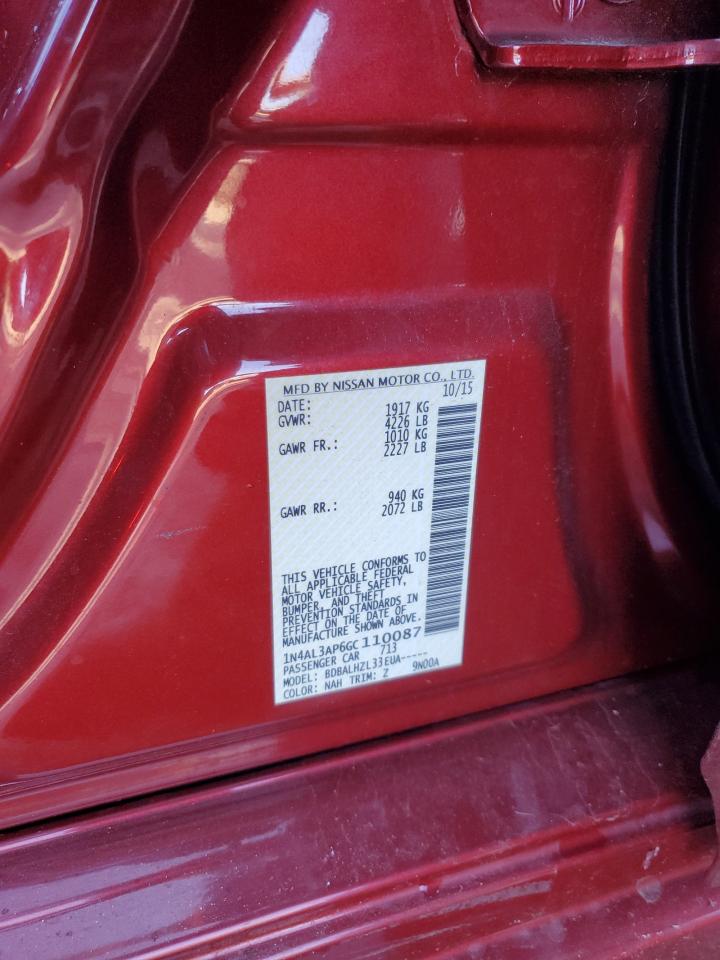 MFD BY NISSAN MOTOR CO., LTD.
DATE: 10/15
GVWR: 1917 KG
4226 LB
GAWR FR.: 1010 KG
2227 LB
GAWR RR.: 940 KG
2072 LB
THIS VEHICLE CONFORMS TO
ALL APPLICABLE FEDERAL
MOTOR VEHICLE SAFETY,
BUMPER, AND THEFT
PREVENTION STANDARDS IN
EFFECT ON THE DATE OF
MANUFACTURE SHOWN ABOVE.
1N4AL3AP6GC110087
PASSENGER CAR 713
MODEL: BDBALHZL33EUA-----
COLOR: NAH TRIM: Z 9N00A